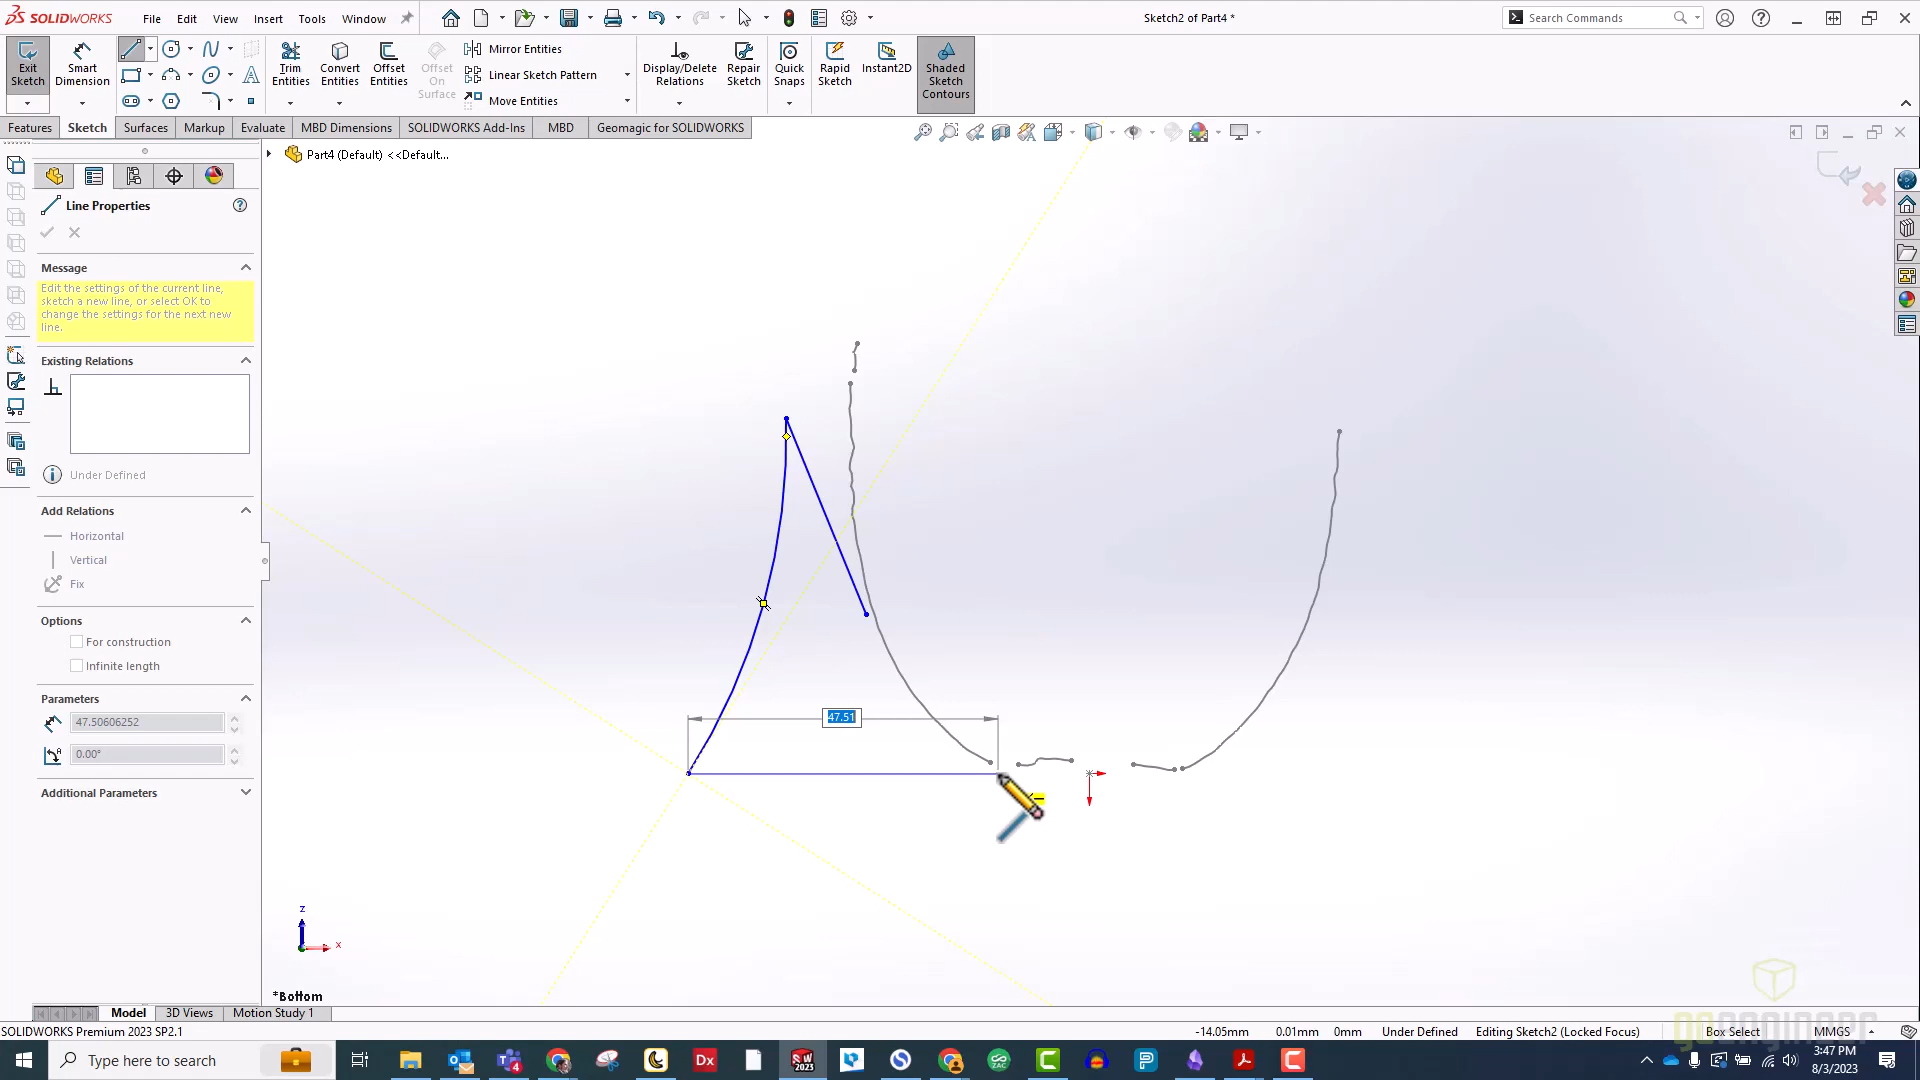 SOLIDWORKS
File Edit View Insert Tools Window
Sketch2 of Part4 *
Search Commands
Exit Sketch
Smart Dimension
Trim Entities
Convert Entities
Offset Entities
Offset On Surface
Mirror Entities
Linear Sketch Pattern
Move Entities
Display/Delete Relations
Repair Sketch
Quick Snaps
Rapid Sketch
Instant2D
Shaded Sketch Contours
Features Sketch Surfaces Markup Evaluate MBD Dimensions SOLIDWORKS Add-Ins MBD Geomagic for SOLIDWORKS
Part4 (Default) <<Default...
Line Properties
Message
Edit the settings of the current line,
sketch a new line, or select OK to
change the settings for the next new
line.
Existing Relations
Under Defined
Add Relations
Horizontal
Vertical
Fix
Options
For construction
Infinite length
Parameters
47.50606252
0.00°
Additional Parameters
47.51
z
x
*Bottom
Model 3D Views Motion Study 1
SOLIDWORKS Premium 2023 SP2.1
-14.05mm 0.01mm 0mm Under Defined Editing Sketch2 (Locked Focus) Box Select MMGS
goengineer
Type here to search
3:47 PM
8/3/2023